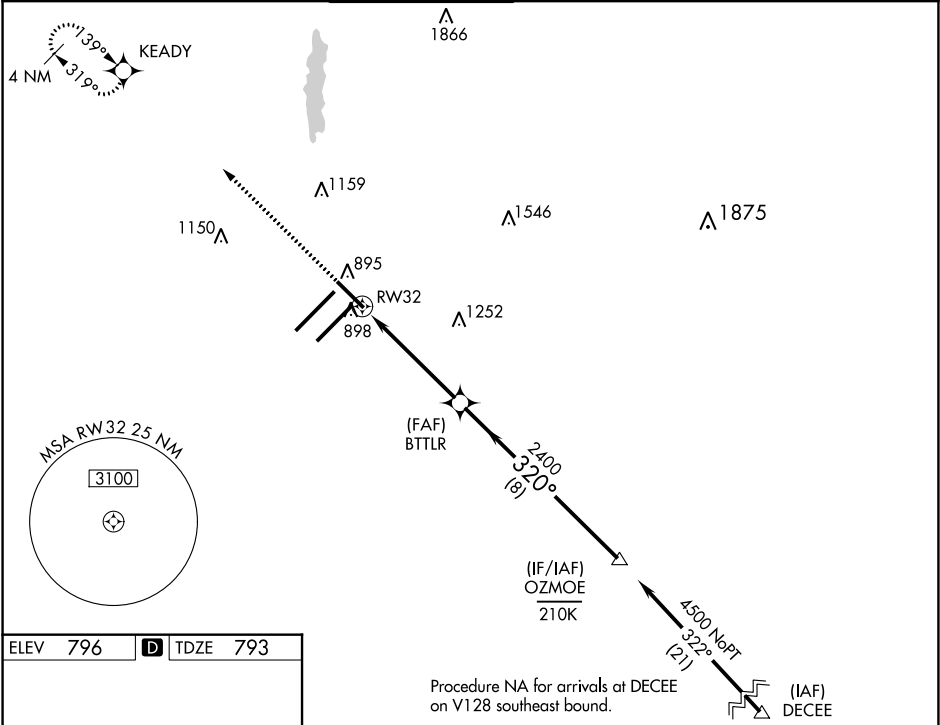 1866
139°
KEADY
4 NM
319°
1159
1546
1875
1150
895
RW32
1252
898
(FAF)
BTTLR
MSA RW32 25 NM
3100
2400
320°
(8)
(IF/IAF)
OZMOE
210K
4500 NoPT
322°
(21)
ELEV 796 D TDZE 793
Procedure NA for arrivals at DECEE
on V128 southeast bound.
(IAF)
DECEE